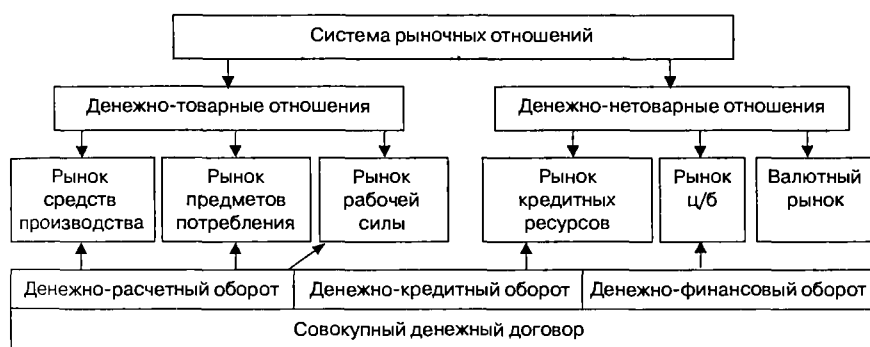 Система рыночных отношений
Денежно-товарные отношения
Денежно-нетоварные отношения
Рынок
средств
производства
Рынок
предметов
потребления
Рынок
рабочей
силы
Рынок
кредитных
ресурсов
Рынок
ц/б
Валютный
рынок
Денежно-расчетный оборот
Денежно-кредитный оборот
Денежно-финансовый оборот
Совокупный денежный договор